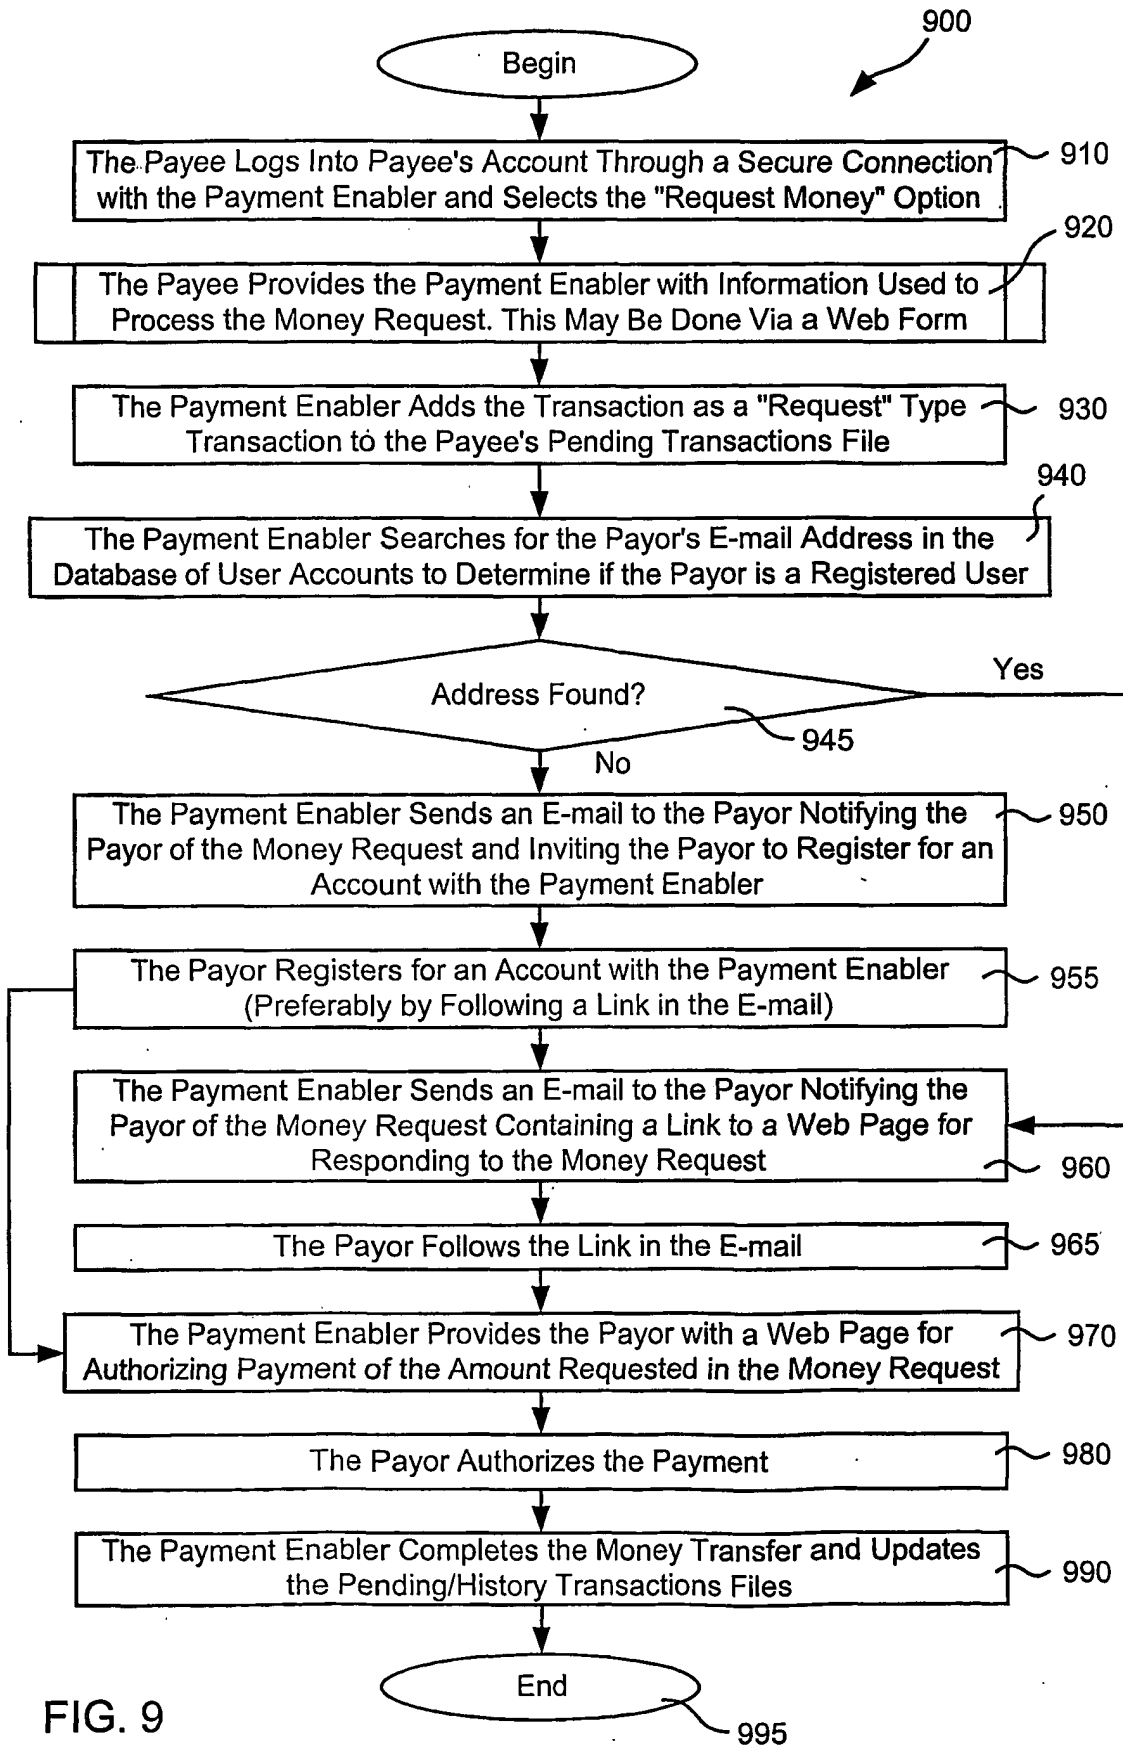 900
Begin
The Payee Logs Into Payee's Account Through a Secure Connection
with the Payment Enabler and Selects the "Request Money" Option
910
920
The Payee Provides the Payment Enabler with Information Used to
Process the Money Request. This May Be Done Via a Web Form
The Payment Enabler Adds the Transaction as a "Request" Type
Transaction to the Payee's Pending Transactions File
930
940
The Payment Enabler Searches for the Payor's E-mail Address in the
Database of User Accounts to Determine if the Payor is a Registered User
Address Found?
Yes
945
No
The Payment Enabler Sends an E-mail to the Payor Notifying the
Payor of the Money Request and Inviting the Payor to Register for an
Account with the Payment Enabler
950
The Payor Registers for an Account with the Payment Enabler
(Preferably by Following a Link in the E-mail)
955
The Payment Enabler Sends an E-mail to the Payor Notifying the
Payor of the Money Request Containing a Link to a Web Page for
Responding to the Money Request
960
The Payor Follows the Link in the E-mail
965
The Payment Enabler Provides the Payor with a Web Page for
Authorizing Payment of the Amount Requested in the Money Request
970
The Payor Authorizes the Payment
980
The Payment Enabler Completes the Money Transfer and Updates
the Pending/History Transactions Files
990
End
995
FIG. 9